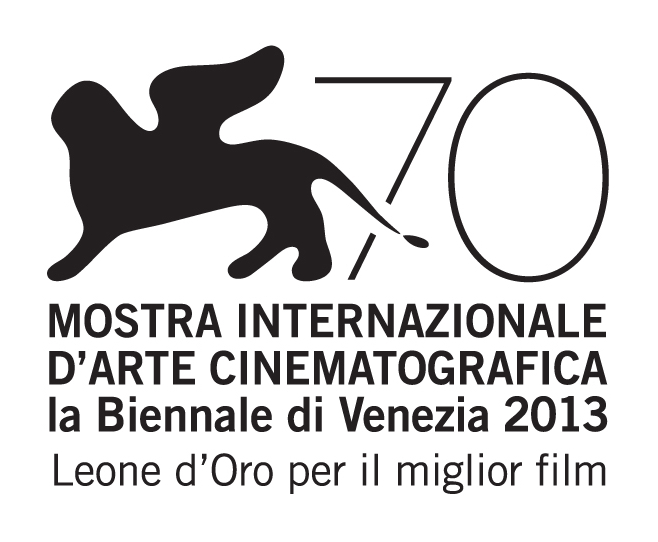 70
MOSTRA INTERNAZIONALE
D'ARTE CINEMATOGRAFICA
la Biennale di Venezia 2013
Leone d'Oro per il miglior film